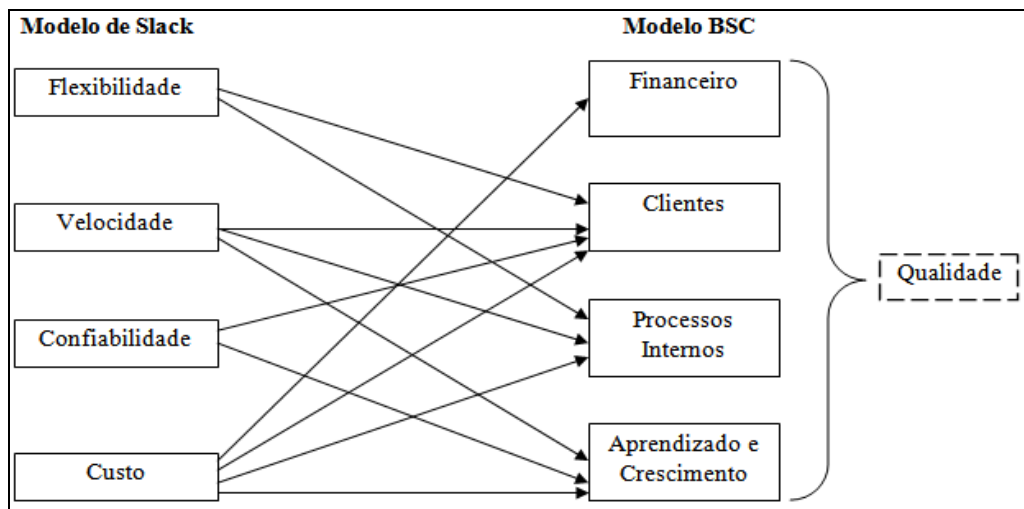 Modelo de Slack
Modelo BSC
Flexibilidade
Financeiro
Velocidade
Clientes
Qualidade
Confiabilidade
Processos
Internos
Custo
Aprendizado e
Crescimento